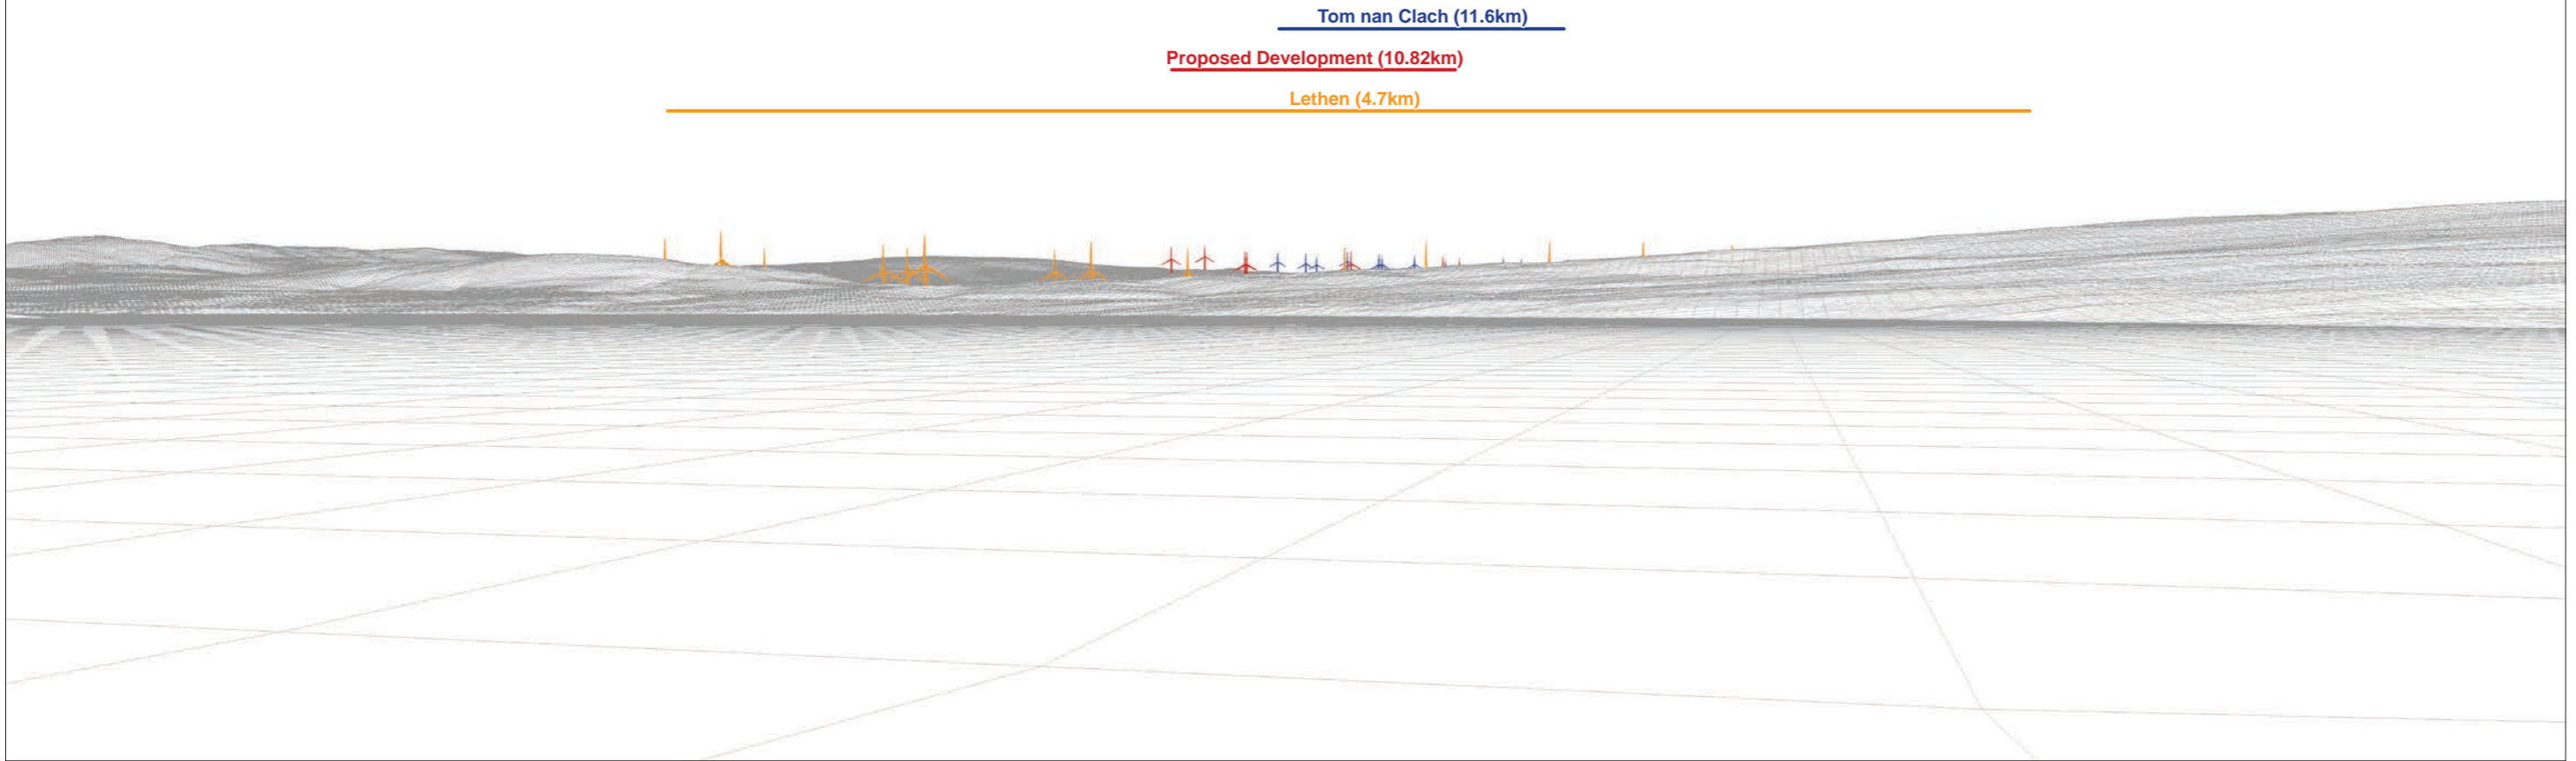 Tom nan Clach (11.6km)
Proposed Development (10.82km)
Lethen (4.7km)